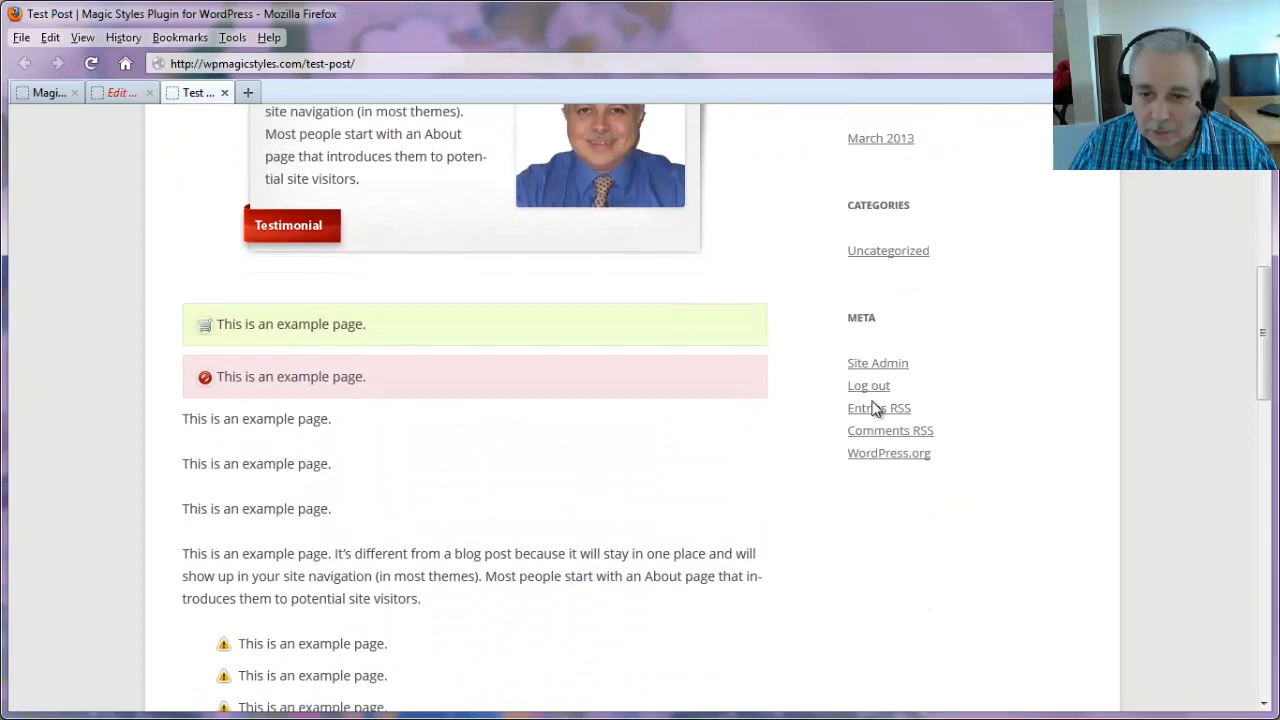 Test Post | Magic Styles Plugin for WordPress - Mozilla Firefox
File Edit View History Bookmarks Tools Help
http://wpmagicstyles.com/test-post/
Magi... × Edit ... × Test ... × +
site navigation (in most themes).
Most people start with an About
page that introduces them to poten-
tial site visitors.
Testimonial
March 2013
CATEGORIES
Uncategorized
META
Site Admin
Log out
Entries RSS
Comments RSS
WordPress.org
This is an example page.
This is an example page.
This is an example page.
This is an example page.
This is an example page.
This is an example page. It's different from a blog post because it will stay in one place and will
show up in your site navigation (in most themes). Most people start with an About page that in-
troduces them to potential site visitors.
This is an example page.
This is an example page.
This is an example page.